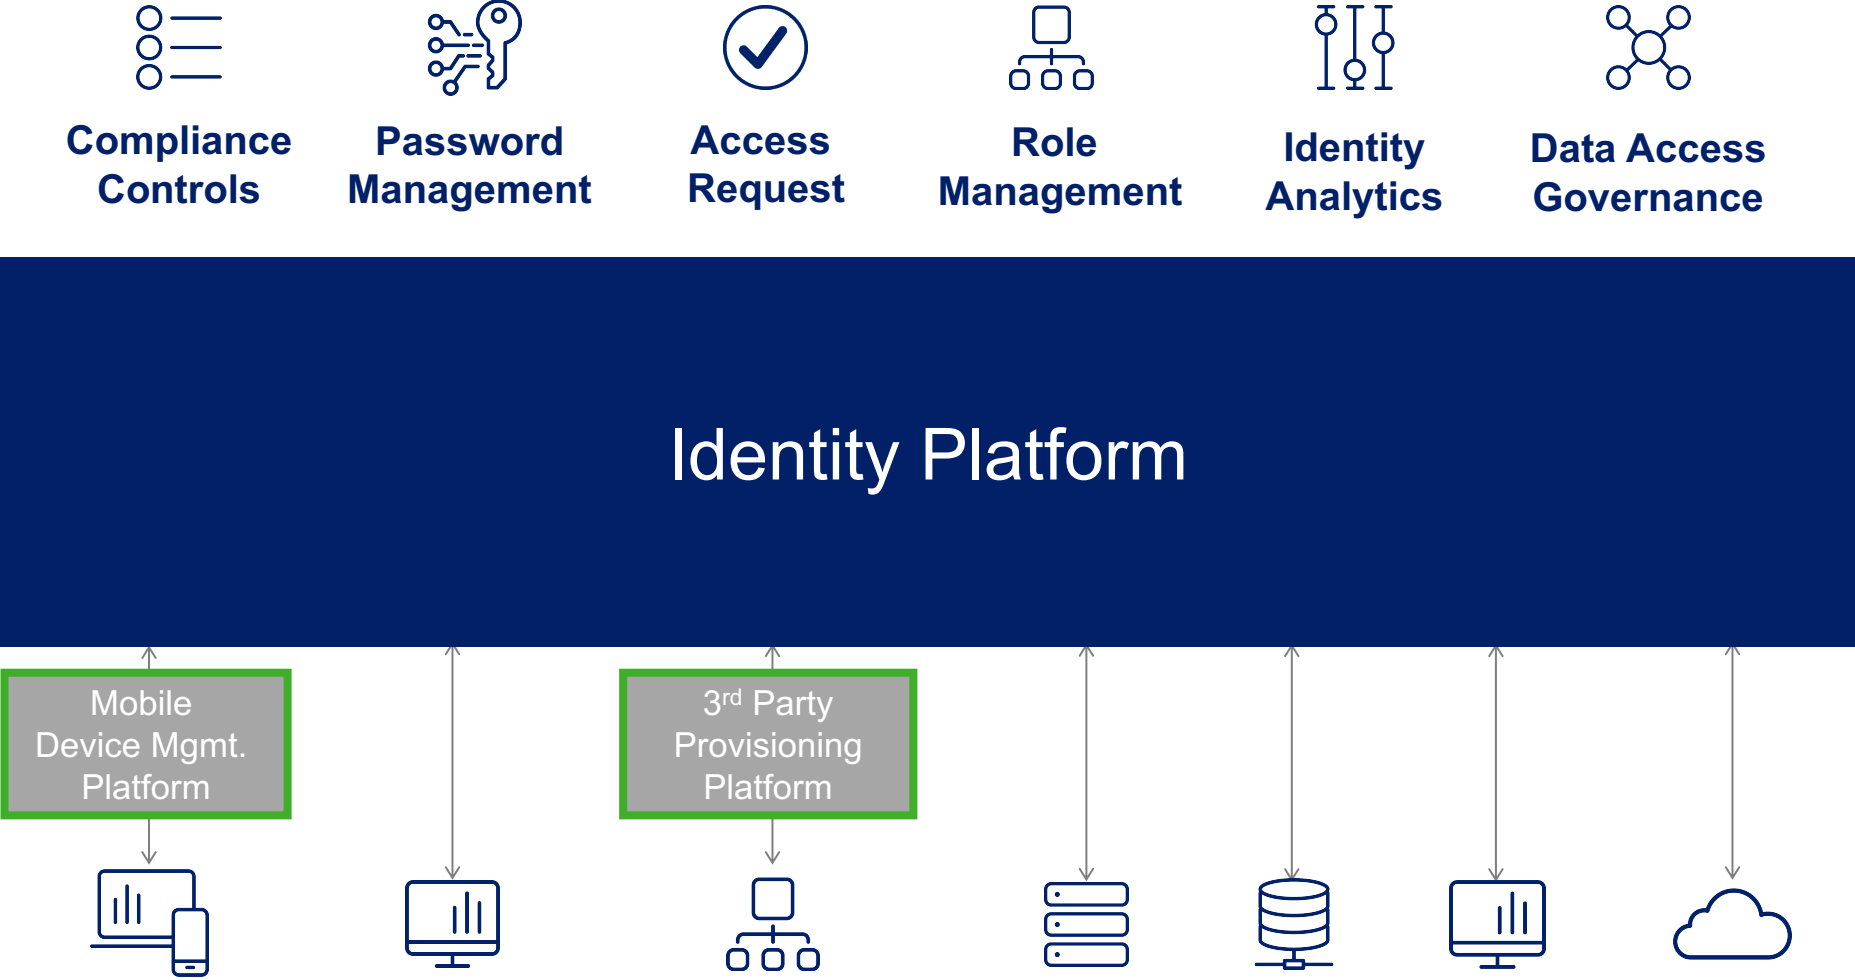 Compliance
Controls
Password
Management
Access
Request
Role
Management
Identity
Analytics
Data Access
Governance
Identity Platform
Mobile
Device Mgmt.
Platform
3rd Party
Provisioning
Platform